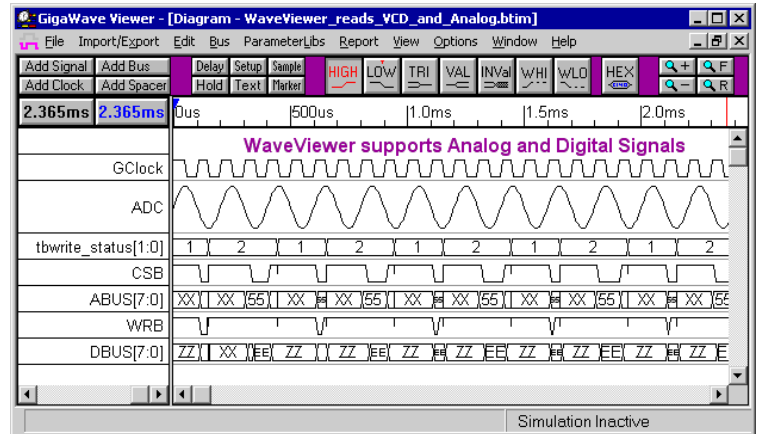 GigaWave Viewer - [Diagram - WaveViewer_reads_VCD_and_Analog.btim]
File Import/Export Edit Bus ParameterLibs Report View Options Window Help
Add Signal Add Bus Delay Setup Sample HIGH LOW TRI VAL INVal WHI WLO HEX + F
Add Clock Add Spacer Hold Text Marker - R
2.365ms 2.365ms 0us 500us 1.0ms 1.5ms 2.0ms
WaveViewer supports Analog and Digital Signals
GClock
ADC
tbwrite_status[1:0] 1 2 1 2 1 2 1 2 1 2
CSB
ABUS[7:0] XX XX 55 XX XX 55 XX XX 55 XX XX 55 XX XX 55
WRB
DBUS[7:0] ZZ XX EE ZZ ZZ EE ZZ ZZ EE ZZ ZZ EE ZZ ZZ E
Simulation Inactive